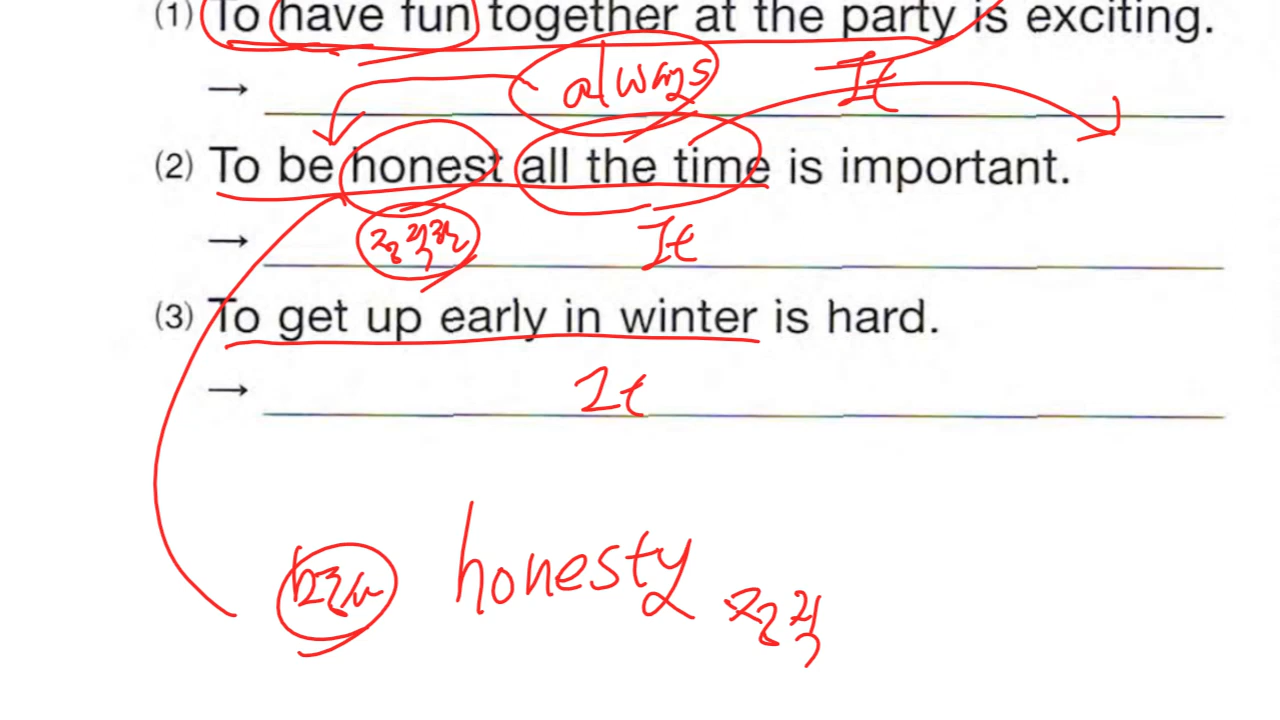 (1) To have fun together at the party is exciting.
→ always It
(2) To be honest all the time is important.
→ 정직한 It
(3) To get up early in winter is hard.
→ It
honesty 정직